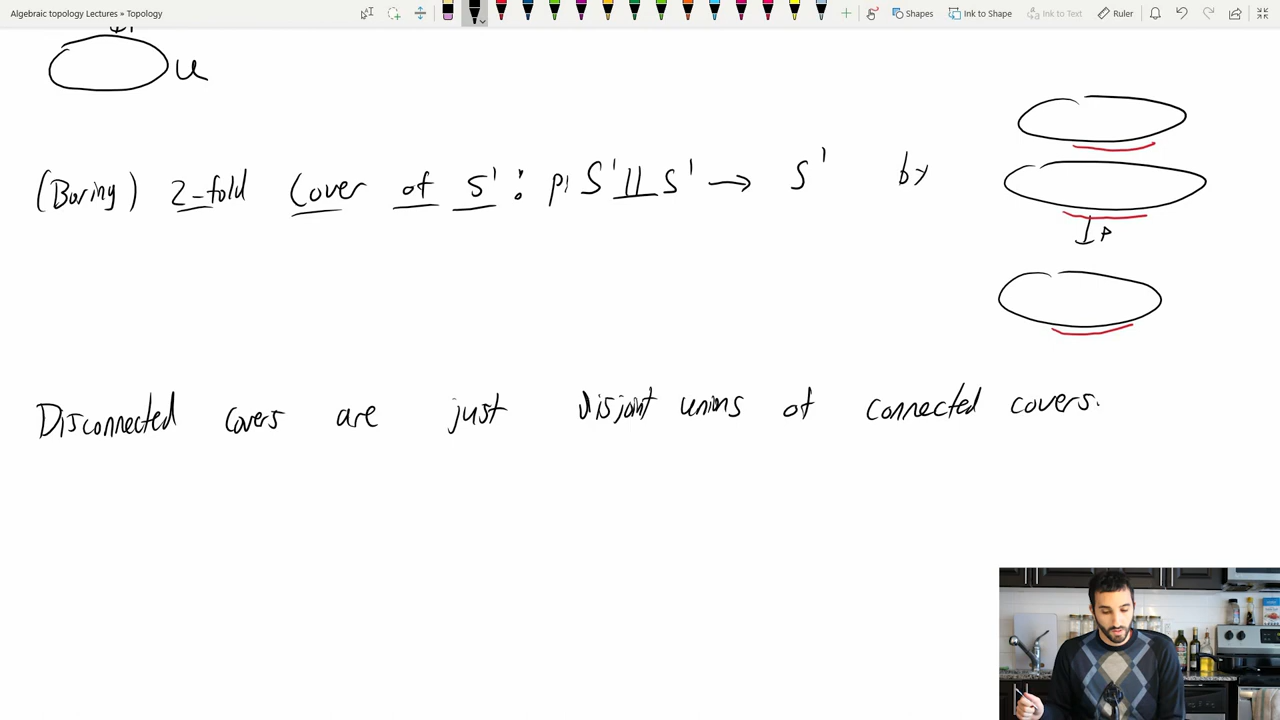 Algebraic topology Lectures » Topology
Shapes
Ink to Shape
Ink to Text
Ruler
U
(Boring) 2-fold Cover of S¹ : p: S¹ ∐ S¹ → S¹ by
↓ P
Disconnected covers are just disjoint unions of connected covers.